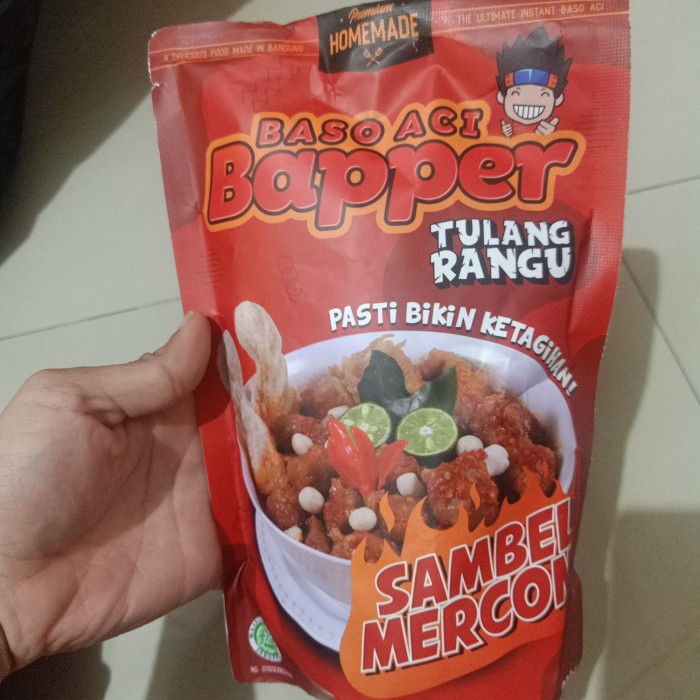 Premium
HOMEMADE
A DELICIOUS FOOD MADE IN BANDUNG
THE ULTIMATE INSTANT BASO ACI
BASO ACI
Bapper
TULANG
RANGU
PASTI BIKIN KETAGIHAN!
SAMBEL
MERCON